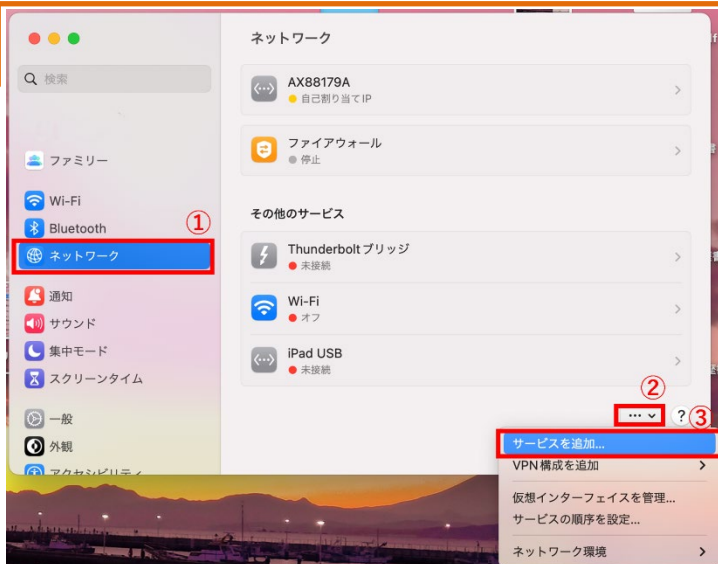 ネットワーク
検索
AX88179A
自己割り当てIP
ファイアウォール
停止
ファミリー
Wi-Fi
Bluetooth
①
ネットワーク
その他のサービス
Thunderbolt ブリッジ
未接続
Wi-Fi
オフ
iPad USB
未接続
通知
サウンド
集中モード
スクリーンタイム
一般
外観
アクセシビリティ
②
... ?
③
サービスを追加...
VPN構成を追加 >
仮想インターフェイスを管理...
サービスの順序を設定...
ネットワーク環境 >